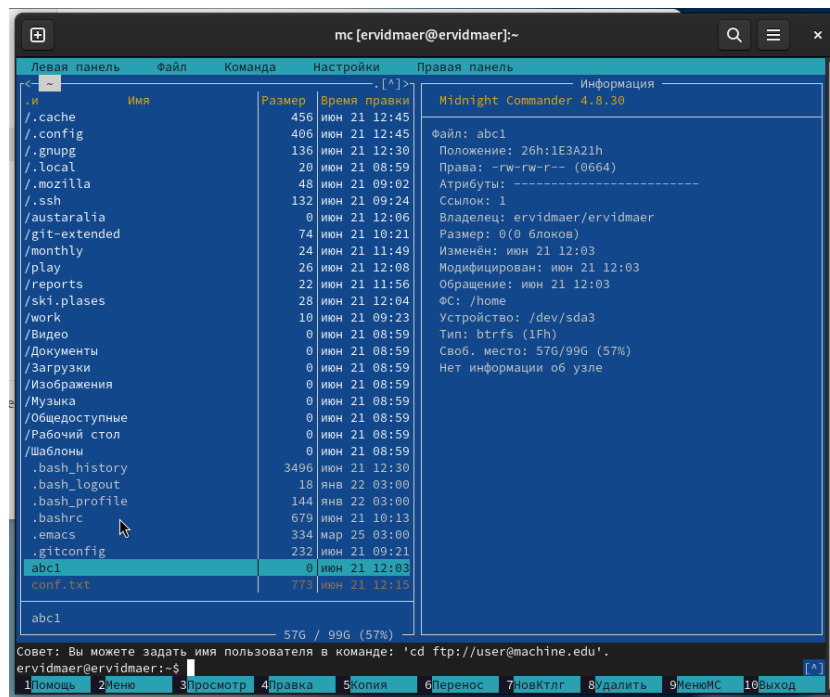 mc [ervidmaer@ervidmaer]:~
Левая панель Файл Команда Настройки Правая панель
<─ ~ .[^]>
.и Имя Размер Время правки
/.cache 456 июн 21 12:45
/.config 406 июн 21 12:45
/.gnupg 136 июн 21 12:30
/.local 20 июн 21 08:59
/.mozilla 48 июн 21 09:02
/.ssh 132 июн 21 09:24
/austaralia 0 июн 21 12:06
/git-extended 74 июн 21 10:21
/monthly 24 июн 21 11:49
/play 26 июн 21 12:08
/reports 22 июн 21 11:56
/ski.plases 28 июн 21 12:04
/work 10 июн 21 09:23
/Видео 0 июн 21 08:59
/Документы 0 июн 21 08:59
/Загрузки 0 июн 21 08:59
/Изображения 0 июн 21 08:59
/Музыка 0 июн 21 08:59
/Общедоступные 0 июн 21 08:59
/Рабочий стол 0 июн 21 08:59
/Шаблоны 0 июн 21 08:59
.bash_history 3496 июн 21 12:30
.bash_logout 18 янв 22 03:00
.bash_profile 144 янв 22 03:00
.bashrc 679 июн 21 10:13
.emacs 334 мар 25 03:00
.gitconfig 232 июн 21 09:21
abc1 0 июн 21 12:03
conf.txt 773 июн 21 12:15
abc1
57G / 99G (57%)
Информация
Midnight Commander 4.8.30
Файл: abc1
Положение: 26h:1E3A21h
Права: -rw-rw-r-- (0664)
Атрибуты: -------------------------
Ссылок: 1
Владелец: ervidmaer/ervidmaer
Размер: 0(0 блоков)
Изменён: июн 21 12:03
Модифицирован: июн 21 12:03
Обращение: июн 21 12:03
ФС: /home
Устройство: /dev/sda3
Тип: btrfs (1Fh)
Своб. место: 57G/99G (57%)
Нет информации об узле
Совет: Вы можете задать имя пользователя в команде: 'cd ftp://user@machine.edu'.
ervidmaer@ervidmaer:~$ [^]
1Помощь 2Меню 3Просмотр 4Правка 5Копия 6Перенос 7НовКтлг 8Удалить 9МенюМС 10Выход